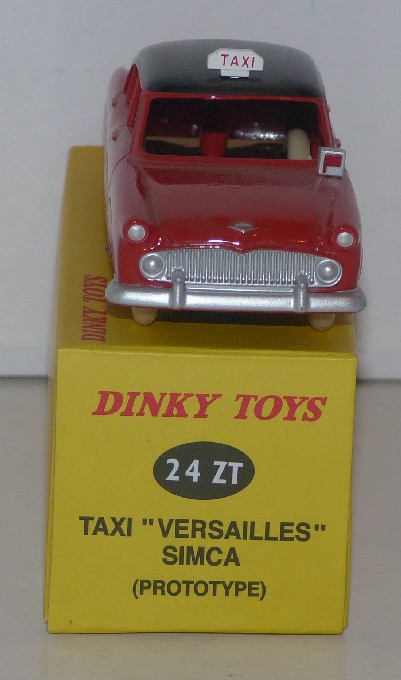 TAXI
DINKY TOYS
DINKY TOYS
24 ZT
TAXI "VERSAILLES"
SIMCA
(PROTOTYPE)